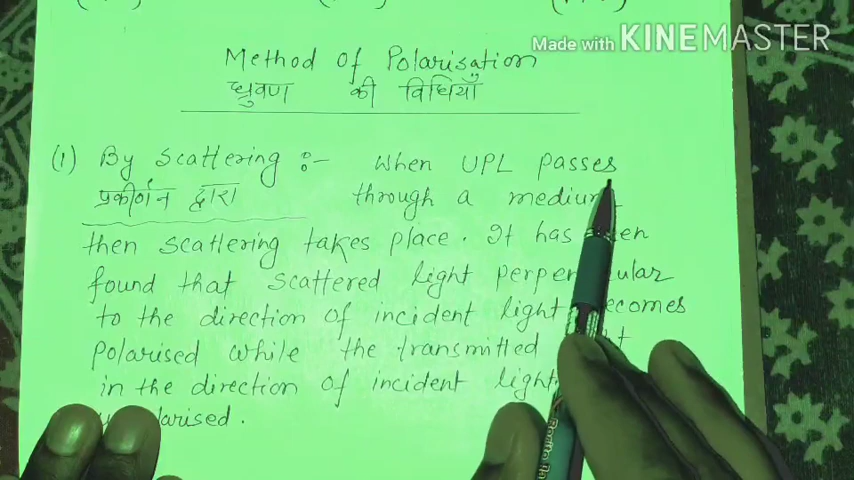 Made with KINEMASTER
Method of Polarisation
ध्रुवण की विधियाँ
(1) By Scattering :- when UPL passes
प्रकीर्णन द्वारा through a medium
then scattering takes place. It has
found that scattered light
to the direction of incident light
Polarised while the transmitted
in the direction of incident light